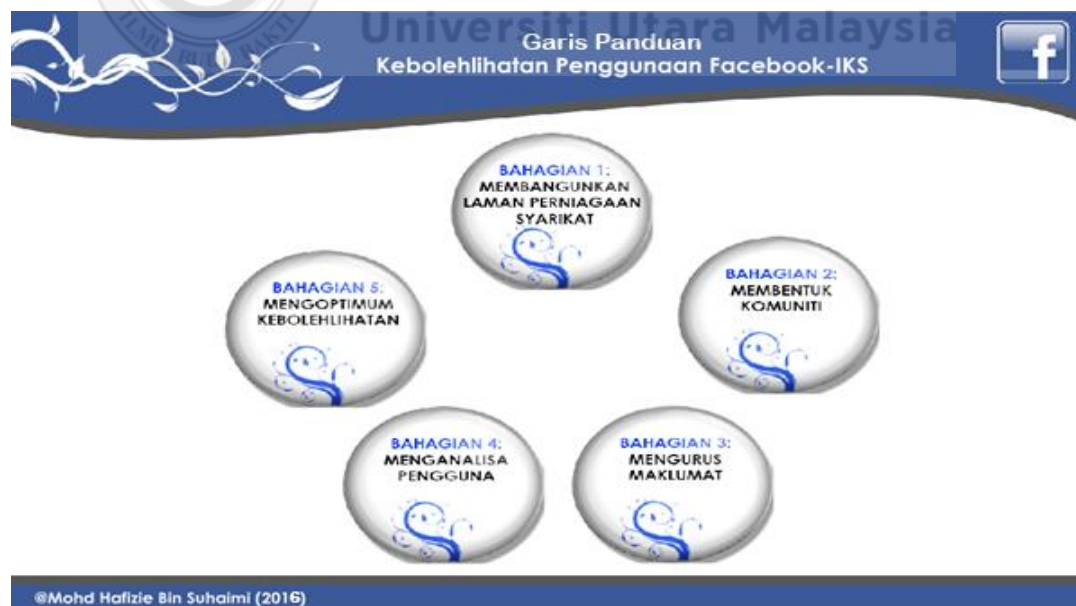 Universiti Utara Malaysia
Garis Panduan
Kebolehlihatan Penggunaan Facebook-IKS
f
BAHAGIAN 1:
MEMBANGUNKAN
LAMAN PERNIAGAAN
SYARIKAT
BAHAGIAN 2:
MEMBENTUK
KOMUNITI
BAHAGIAN 3:
MENGURUS
MAKLUMAT
BAHAGIAN 4:
MENGANALISA
PENGGUNA
BAHAGIAN 5:
MENGOPTIMUM
KEBOLEHLIHATAN
@Mohd Hafizie Bin Suhaimi (2016)